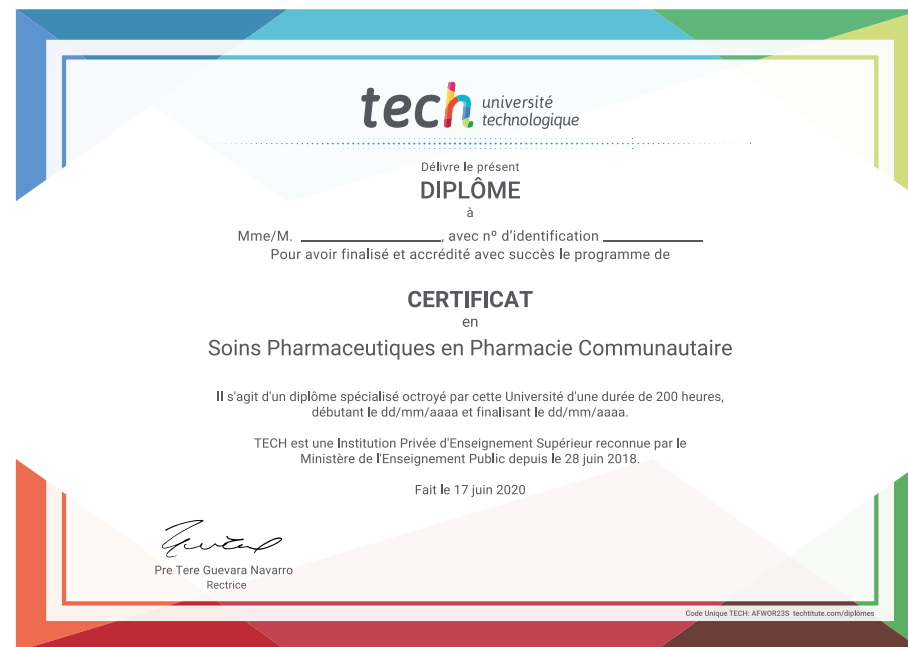 tech université
technologique
Délivre le présent
DIPLÔME
à
Mme/M. ____________________, avec nº d'identification ______________
Pour avoir finalisé et accrédité avec succès le programme de
CERTIFICAT
en
Soins Pharmaceutiques en Pharmacie Communautaire
Il s'agit d'un diplôme spécialisé octroyé par cette Université d'une durée de 200 heures,
débutant le dd/mm/aaaa et finalisant le dd/mm/aaaa.
TECH est une Institution Privée d'Enseignement Supérieur reconnue par le
Ministère de l'Enseignement Public depuis le 28 juin 2018.
Fait le 17 juin 2020
Pre Tere Guevara Navarro
Rectrice
Code Unique TECH: AFWOR23S techtitute.com/diplômes